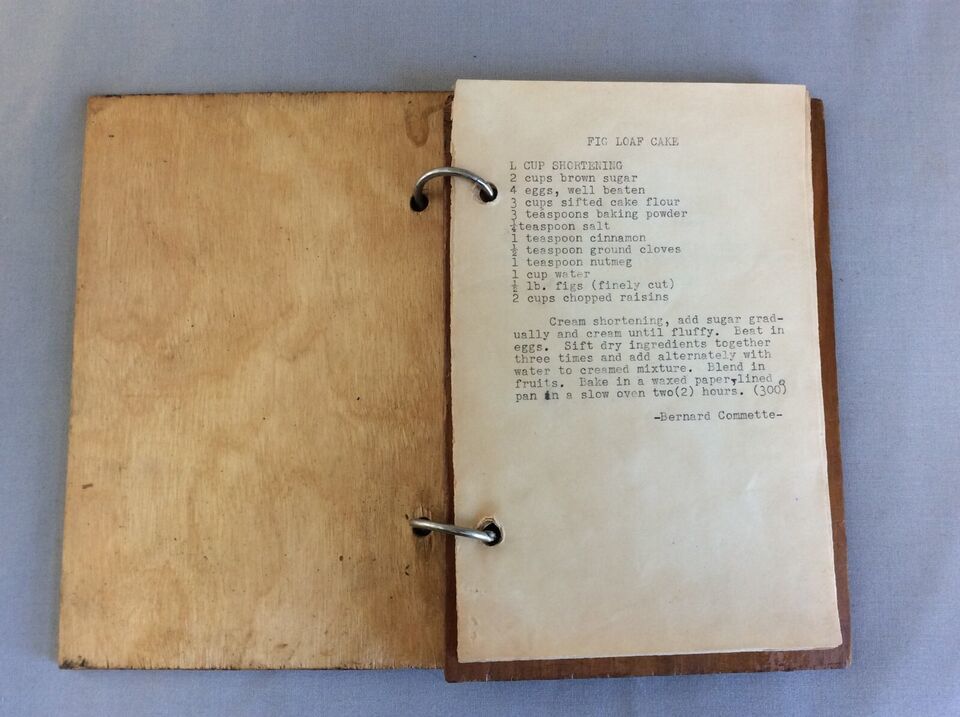 FIG LOAF CAKE
L CUP SHORTENING
2 cups brown sugar
4 eggs, well beaten
3 cups sifted cake flour
3 teaspoons baking powder
¼teaspoon salt
1 teaspoon cinnamon
½ teaspoon ground cloves
1 teaspoon nutmeg
1 cup water
½ lb. figs (finely cut)
2 cups chopped raisins
Cream shortening, add sugar grad-
ually and cream until fluffy. Beat in
eggs. Sift dry ingredients together
three times and add alternately with
water to creamed mixture. Blend in
fruits. Bake in a waxed paper,lined
pan in a slow oven two(2) hours. (300°)
-Bernard Commette-